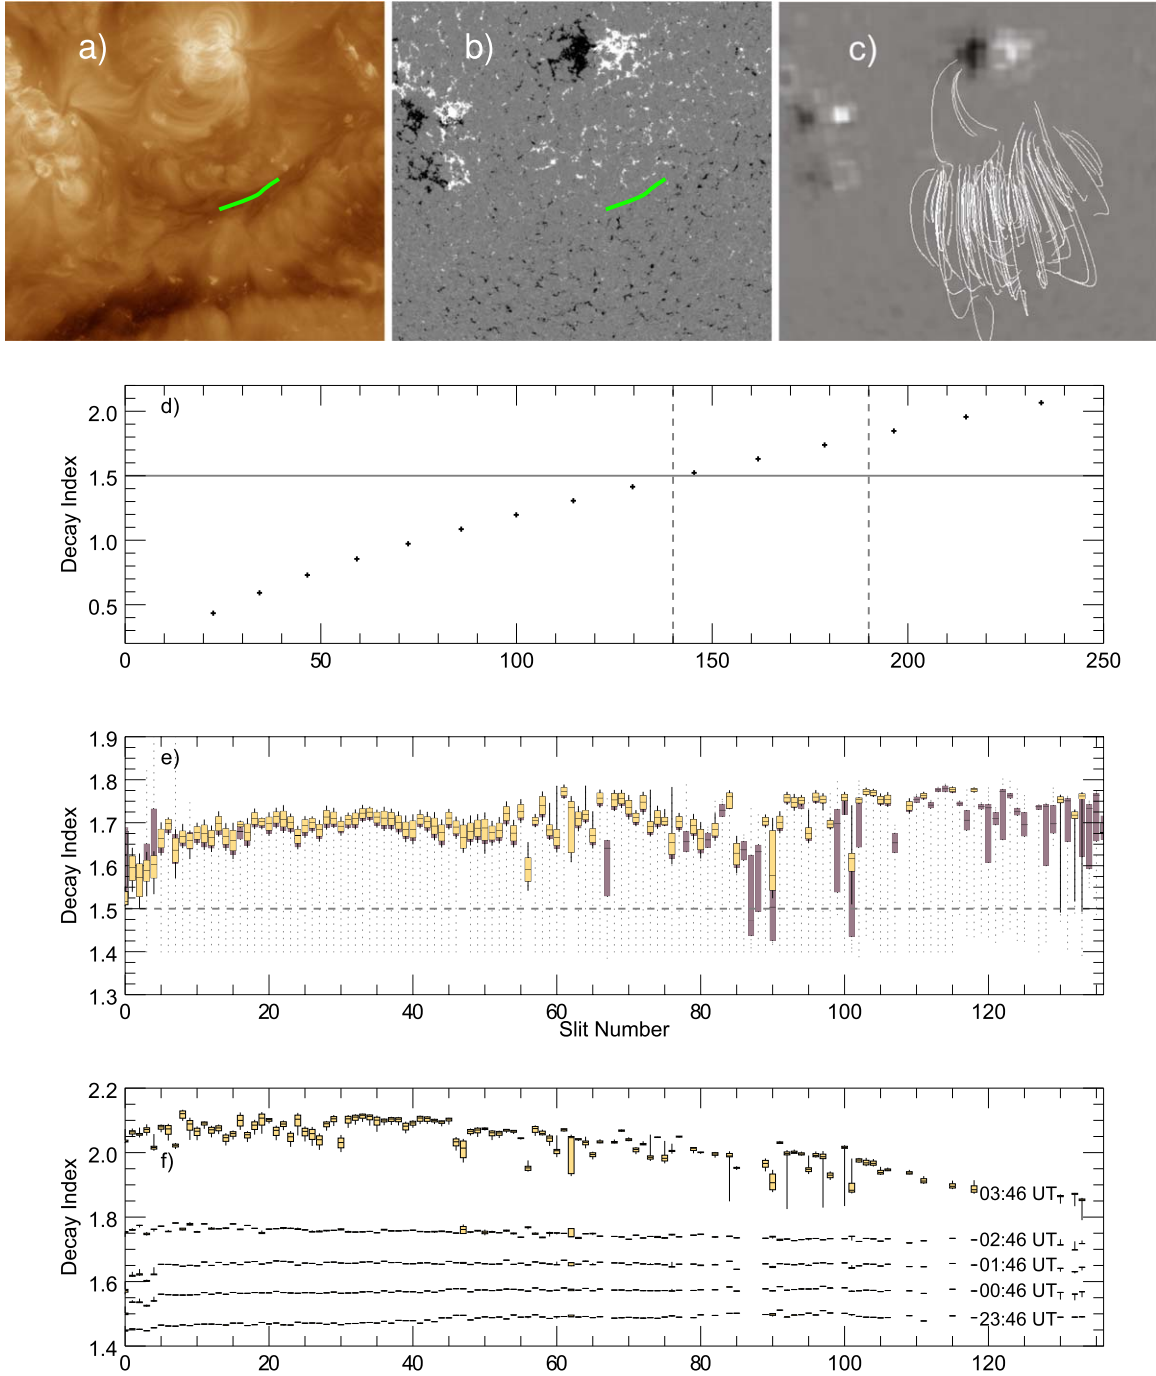 a)
b)
c)
d)
Decay Index
2.0
1.5
1.0
0.5
0 50 100 150 200 250
e)
Decay Index
1.9
1.8
1.7
1.6
1.5
1.4
1.3
0 20 40 60 80 100 120
Slit Number
f)
Decay Index
2.2
2.0
1.8
1.6
1.4
03:46 UT
02:46 UT
01:46 UT
00:46 UT
23:46 UT
0 20 40 60 80 100 120